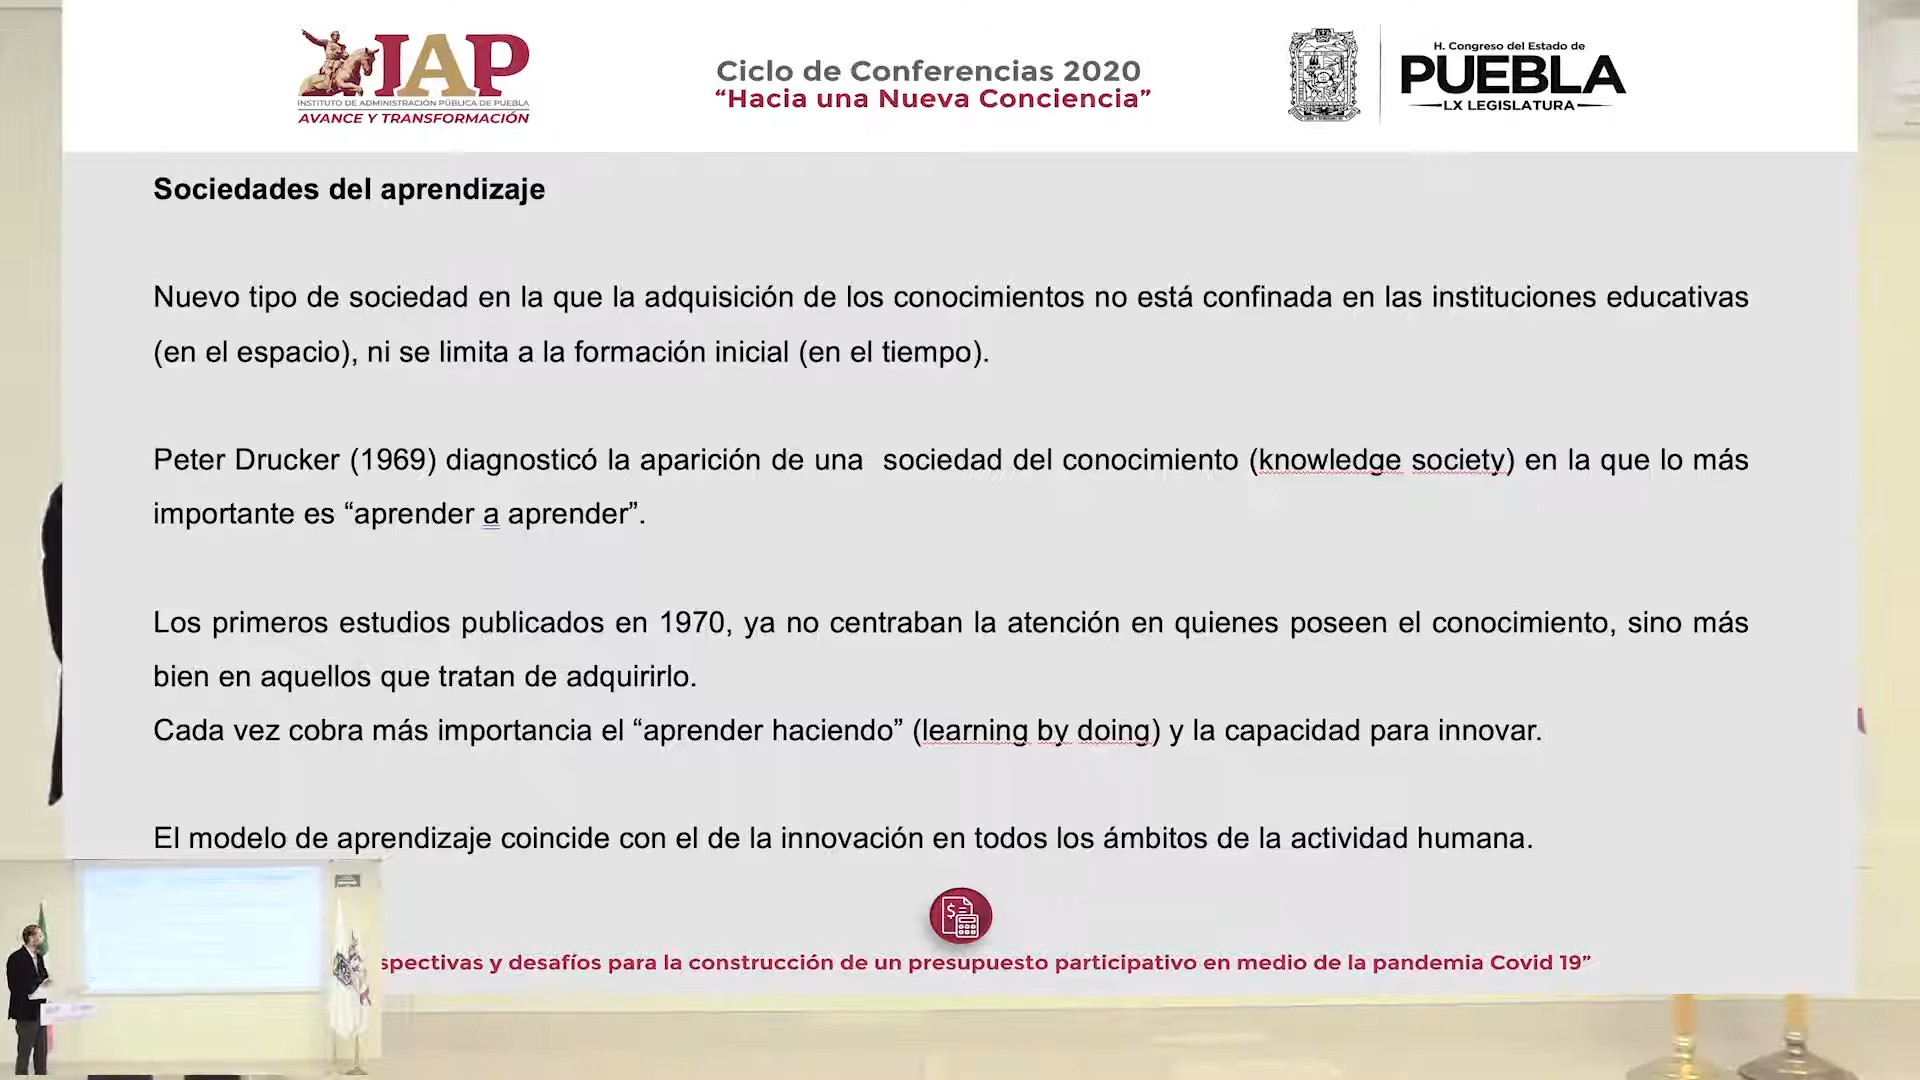 IAP
INSTITUTO DE ADMINISTRACIÓN PÚBLICA DE PUEBLA
AVANCE Y TRANSFORMACIÓN
Ciclo de Conferencias 2020
“Hacia una Nueva Conciencia”
H. Congreso del Estado de
PUEBLA
LX LEGISLATURA
Sociedades del aprendizaje
Nuevo tipo de sociedad en la que la adquisición de los conocimientos no está confinada en las instituciones educativas
(en el espacio), ni se limita a la formación inicial (en el tiempo).
Peter Drucker (1969) diagnosticó la aparición de una sociedad del conocimiento (knowledge society) en la que lo más
importante es “aprender a aprender”.
Los primeros estudios publicados en 1970, ya no centraban la atención en quienes poseen el conocimiento, sino más
bien en aquellos que tratan de adquirirlo.
Cada vez cobra más importancia el “aprender haciendo” (learning by doing) y la capacidad para innovar.
El modelo de aprendizaje coincide con el de la innovación en todos los ámbitos de la actividad humana.
spectivas y desafíos para la construcción de un presupuesto participativo en medio de la pandemia Covid 19”